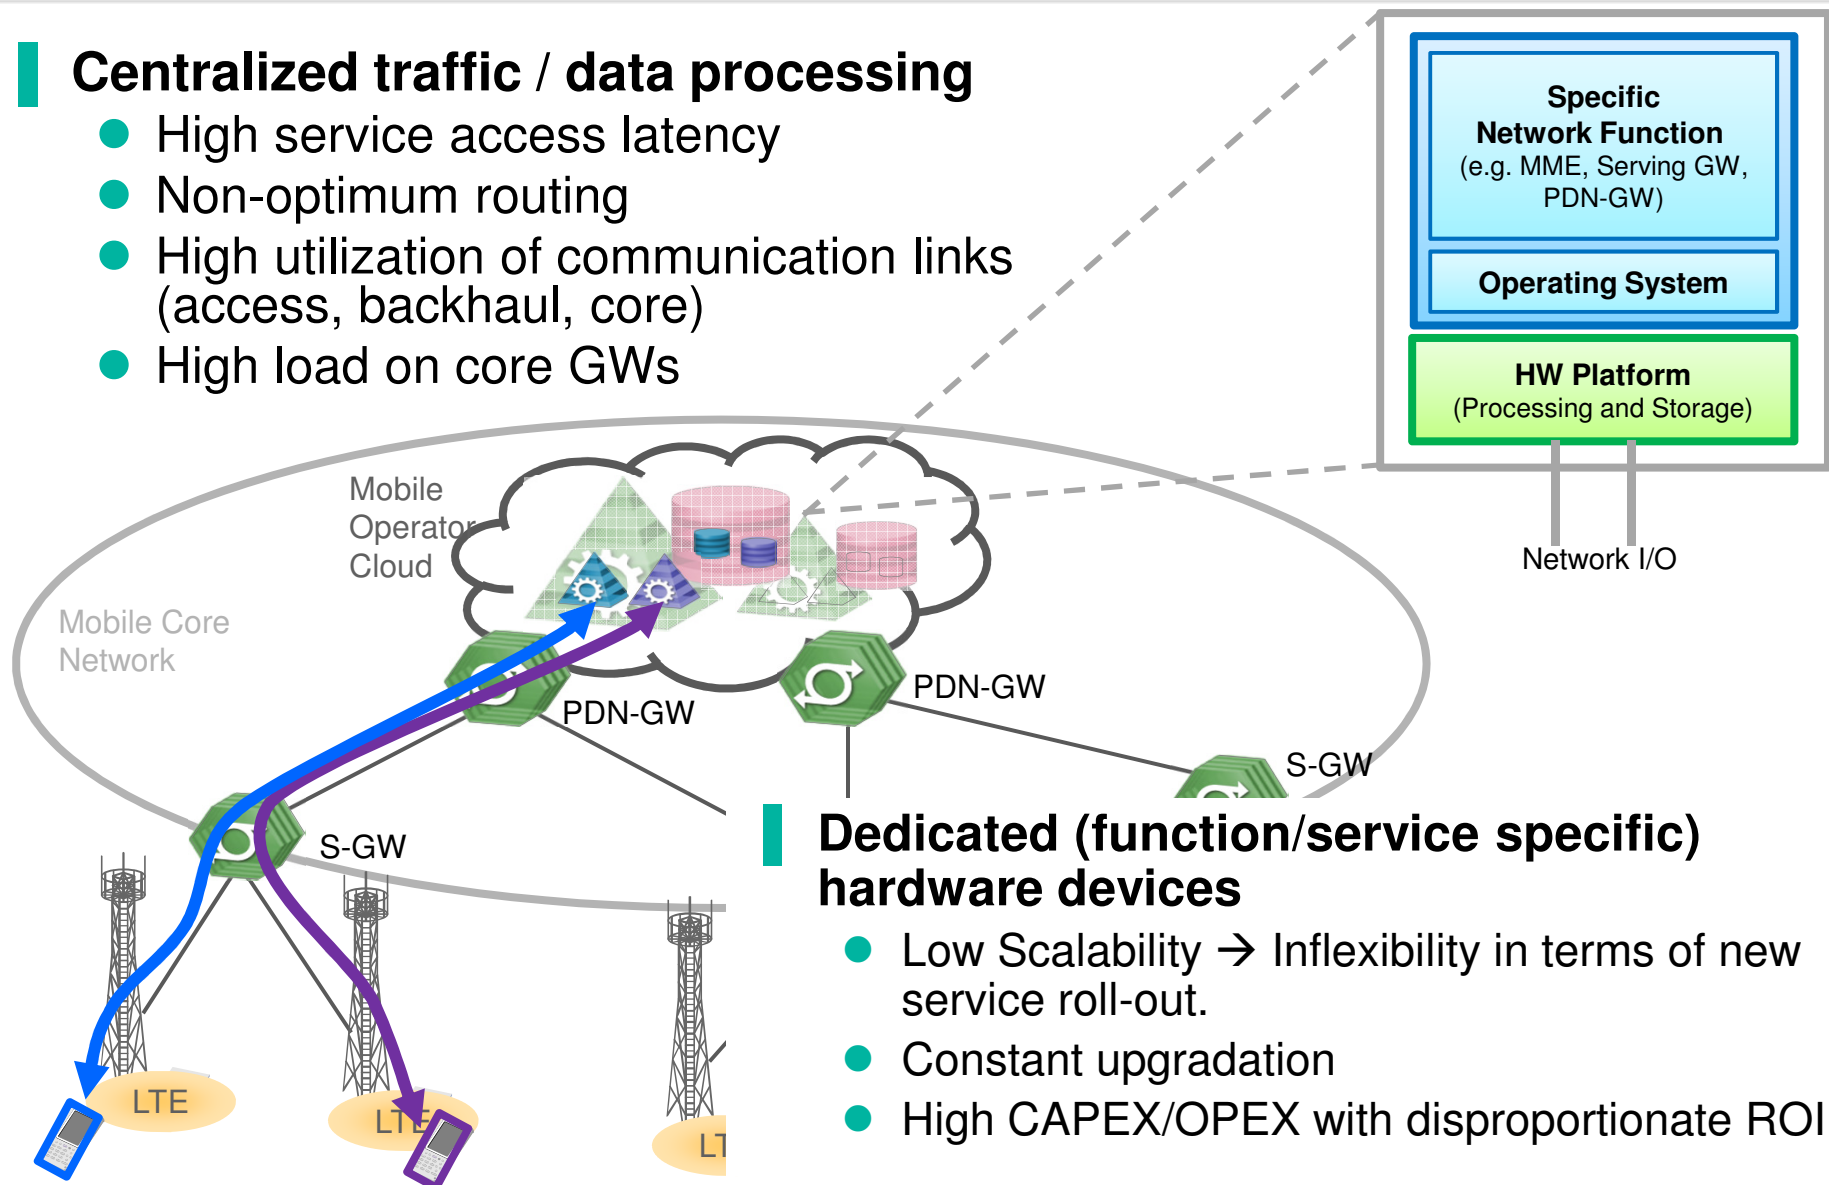 Centralized traffic / data processing
High service access latency
Non-optimum routing
High utilization of communication links
(access, backhaul, core)
High load on core GWs
Specific
Network Function
(e.g. MME, Serving GW,
PDN-GW)
Operating System
HW Platform
(Processing and Storage)
Network I/O
Mobile
Operator
Cloud
Mobile Core
Network
PDN-GW
PDN-GW
S-GW
S-GW
LTE
LTE
LT
Dedicated (function/service specific)
hardware devices
Low Scalability → Inflexibility in terms of new
service roll-out.
Constant upgradation
High CAPEX/OPEX with disproportionate ROI